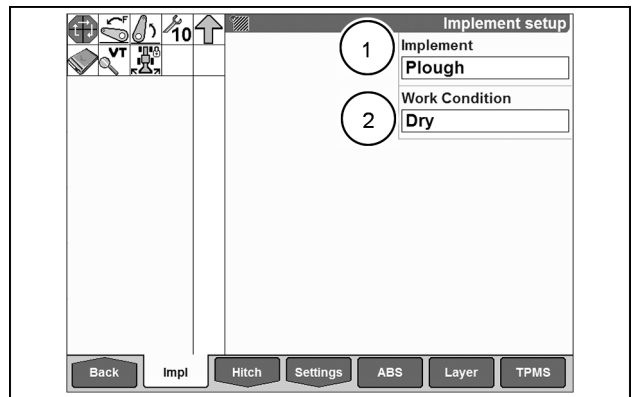 F
10
VT
Implement setup
1
Implement
Plough
2
Work Condition
Dry
Back
Impl
Hitch
Settings
ABS
Layer
TPMS